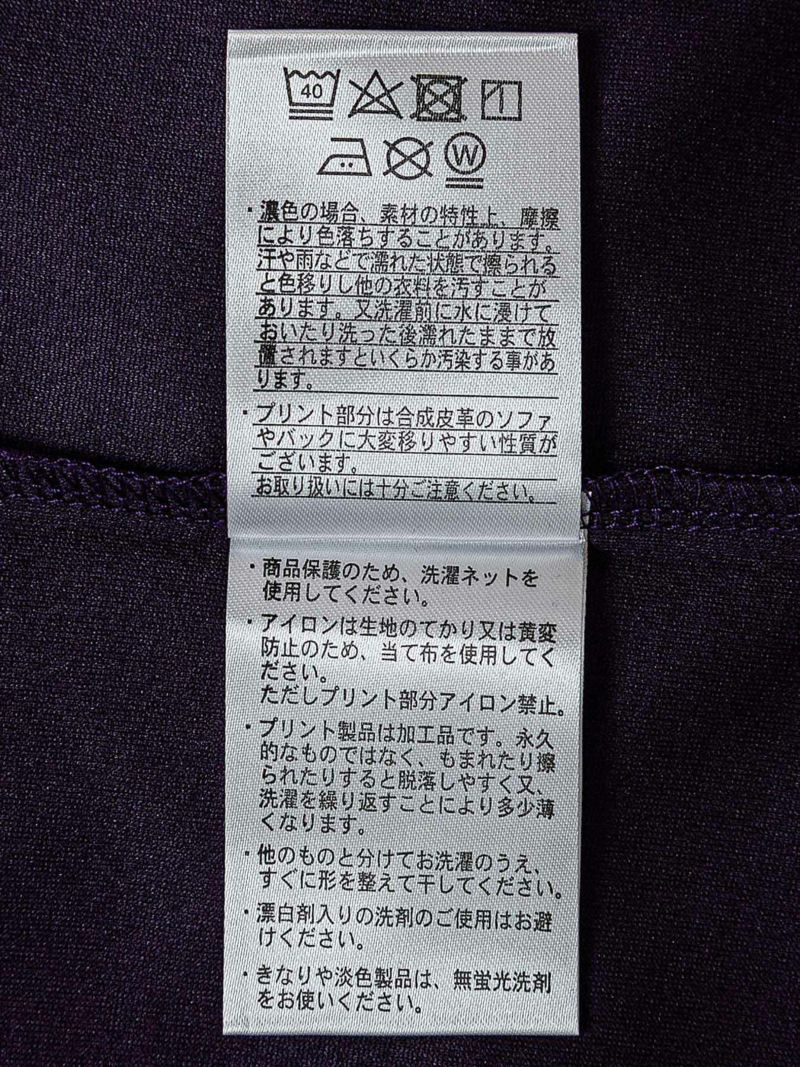 40
W
・濃色の場合、素材の特性上、摩擦
により色落ちすることがあります。
汗や雨などで濡れた状態で擦られる
と色移りし他の衣料を汚すことが
あります。又洗濯前に水に浸けて
おいたり洗った後濡れたままで放
置されますといくらか汚染する事があ
ります。
・プリント部分は合成皮革のソファ
やバックに大変移りやすい性質が
ございます。
お取り扱いには十分ご注意ください。
・商品保護のため、洗濯ネットを
使用してください。
・アイロンは生地のてかり又は黄変
防止のため、当て布を使用してく
ださい。
ただしプリント部分アイロン禁止。
・プリント製品は加工品です。永久
的なものではなく、もまれたり擦
られたりすると脱落しやすく又、
洗濯を繰り返すことにより多少薄
くなります。
・他のものと分けてお洗濯のうえ、
すぐに形を整えて干してください。
・漂白剤入りの洗剤のご使用はお避
けください。
・きなりや淡色製品は、無蛍光洗剤
をお使いください。